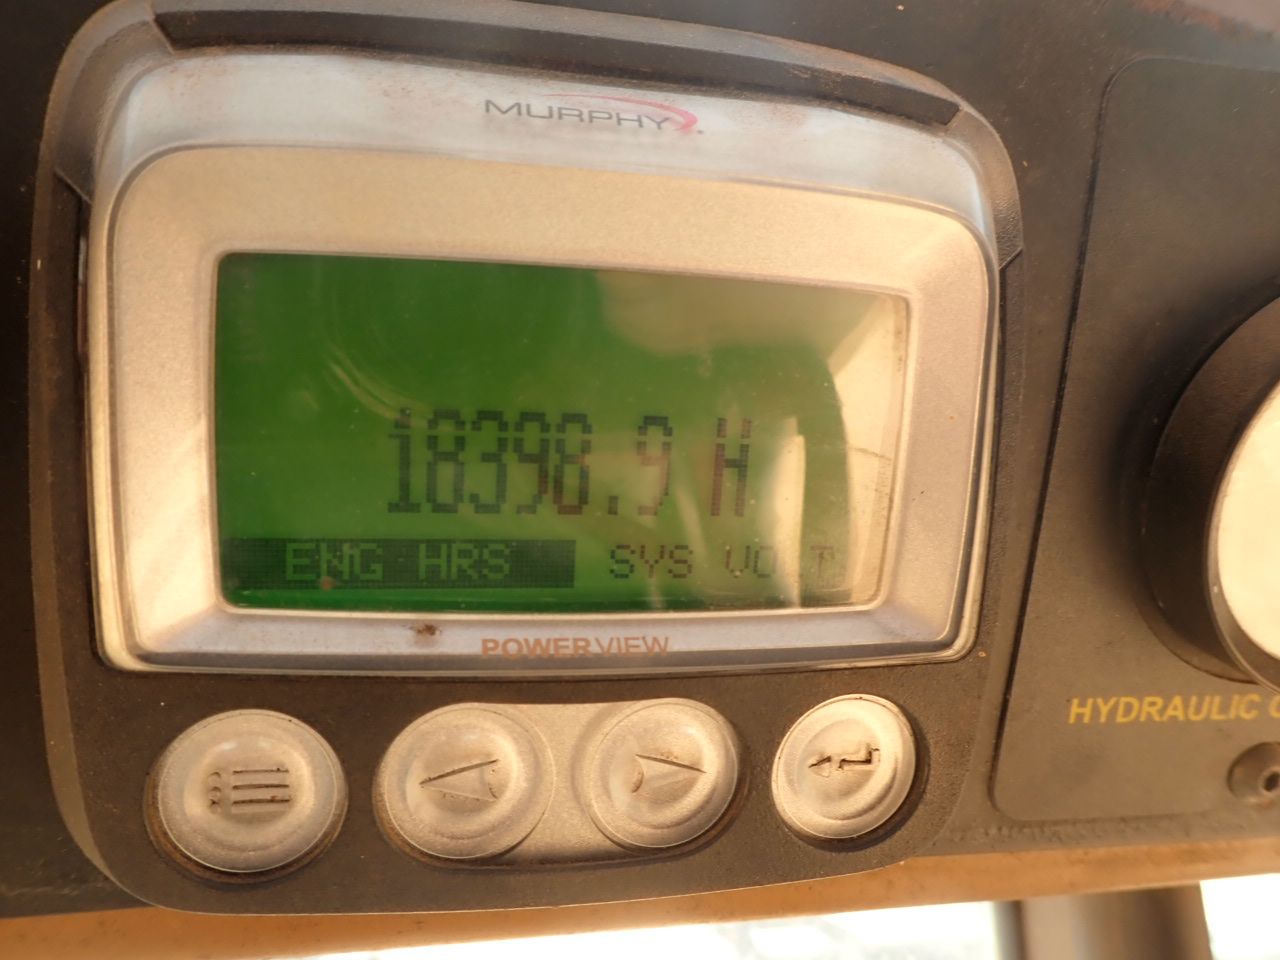 MURPHY
18398.9 H
ENG HRS SYS VOLT
POWERVIEW
HYDRAULIC